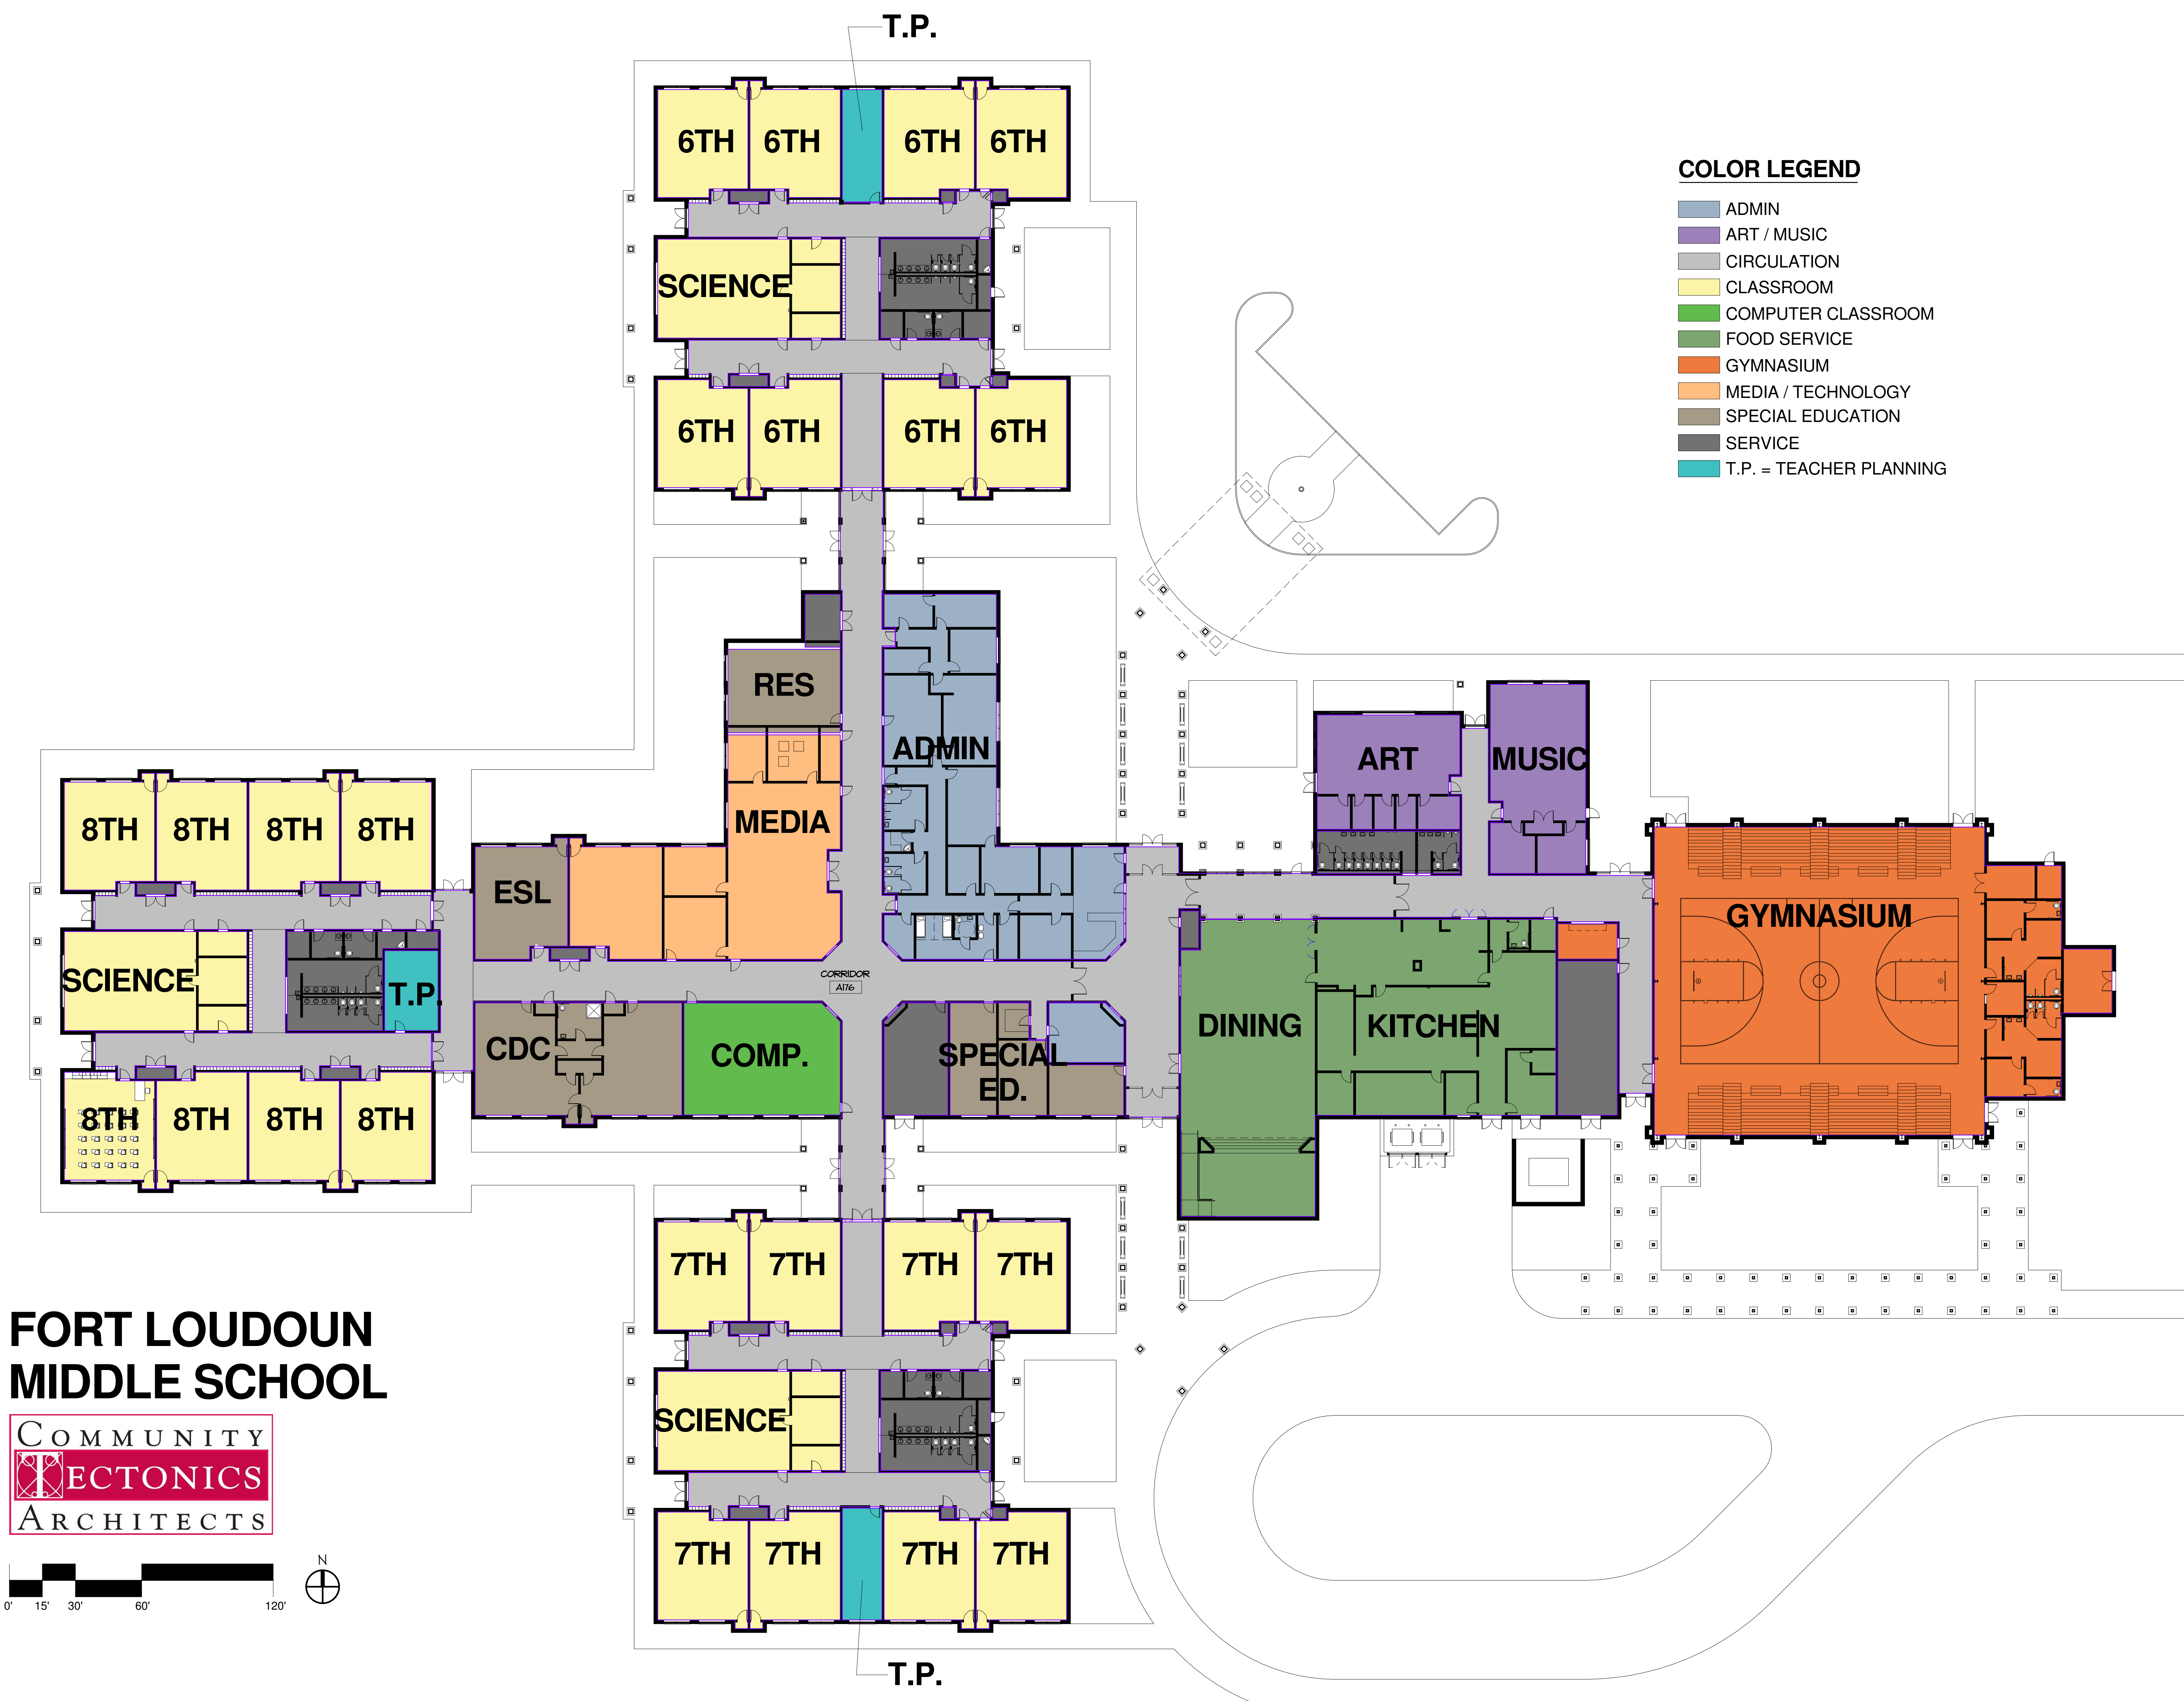 T.P.
6TH 6TH 6TH 6TH
COLOR LEGEND
ADMIN
ART / MUSIC
CIRCULATION
CLASSROOM
COMPUTER CLASSROOM
FOOD SERVICE
GYMNASIUM
MEDIA / TECHNOLOGY
SPECIAL EDUCATION
SERVICE
T.P. = TEACHER PLANNING
SCIENCE
6TH 6TH 6TH 6TH
RES
ADMIN
ART
MUSIC
MEDIA
8TH 8TH 8TH 8TH
ESL
GYMNASIUM
SCIENCE
T.P.
CORRIDOR
A176
CDC
COMP.
SPECIAL
ED.
DINING
KITCHEN
8TH 8TH 8TH 8TH
7TH 7TH 7TH 7TH
SCIENCE
7TH 7TH 7TH 7TH
T.P.
FORT LOUDOUN
MIDDLE SCHOOL
COMMUNITY
TECTONICS
ARCHITECTS
0' 15' 30' 60' 120'
N